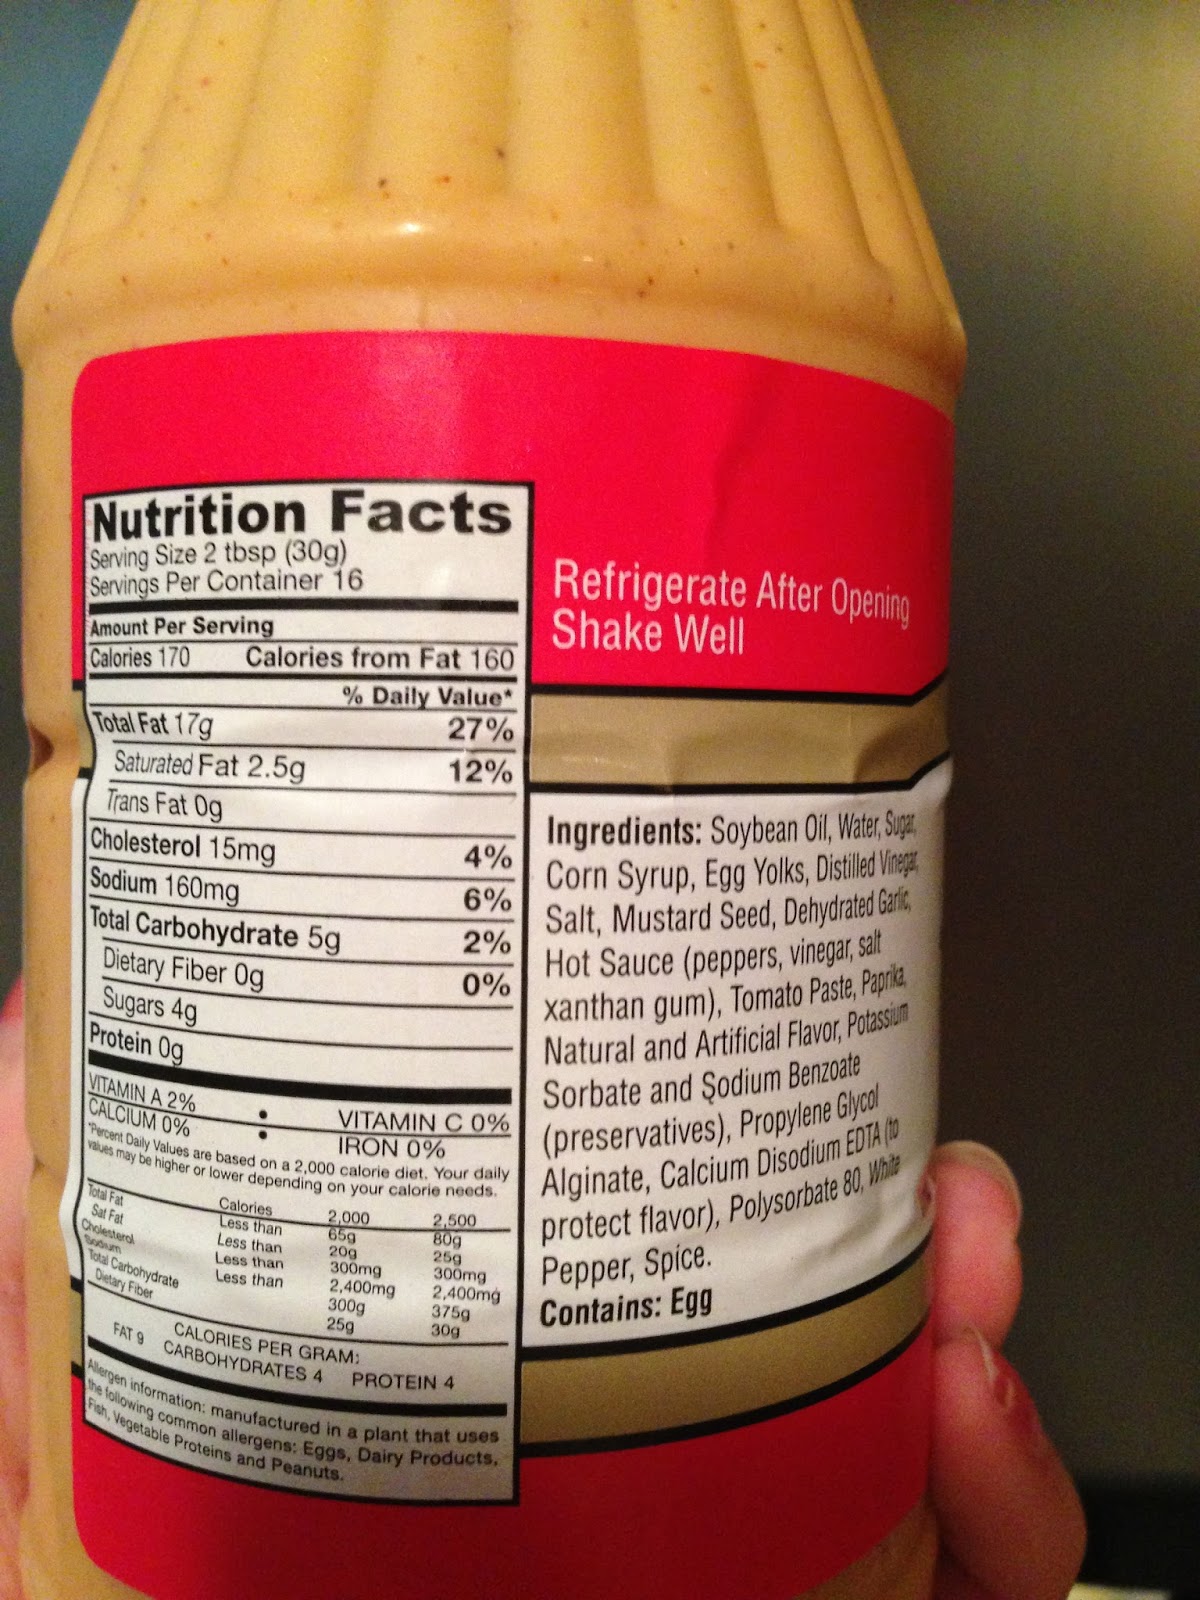 Nutrition Facts
Serving Size 2 tbsp (30g)
Servings Per Container 16
Amount Per Serving
Calories 170 Calories from Fat 160
% Daily Value*
Total Fat 17g 27%
Saturated Fat 2.5g 12%
Trans Fat 0g
Cholesterol 15mg 4%
Sodium 160mg 6%
Total Carbohydrate 5g 2%
Dietary Fiber 0g 0%
Sugars 4g
Protein 0g
VITAMIN A 2% • VITAMIN C 0%
CALCIUM 0% • IRON 0%
*Percent Daily Values are based on a 2,000 calorie diet. Your daily
values may be higher or lower depending on your calorie needs.
Calories 2,000 2,500
Total Fat Less than 65g 80g
Sat Fat Less than 20g 25g
Cholesterol Less than 300mg 300mg
Sodium Less than 2,400mg 2,400mg
Total Carbohydrate 300g 375g
Dietary Fiber 25g 30g
CALORIES PER GRAM:
FAT 9 CARBOHYDRATES 4 PROTEIN 4
Allergen information: manufactured in a plant that uses
the following common allergens: Eggs, Dairy Products,
Fish, Vegetable Proteins and Peanuts.
Refrigerate After Opening
Shake Well
Ingredients: Soybean Oil, Water, Sugar,
Corn Syrup, Egg Yolks, Distilled Vinegar,
Salt, Mustard Seed, Dehydrated Garlic,
Hot Sauce (peppers, vinegar, salt
xanthan gum), Tomato Paste, Paprika,
Natural and Artificial Flavor, Potassium
Sorbate and Sodium Benzoate
(preservatives), Propylene Glycol
Alginate, Calcium Disodium EDTA (to
protect flavor), Polysorbate 80, White
Pepper, Spice.
Contains: Egg